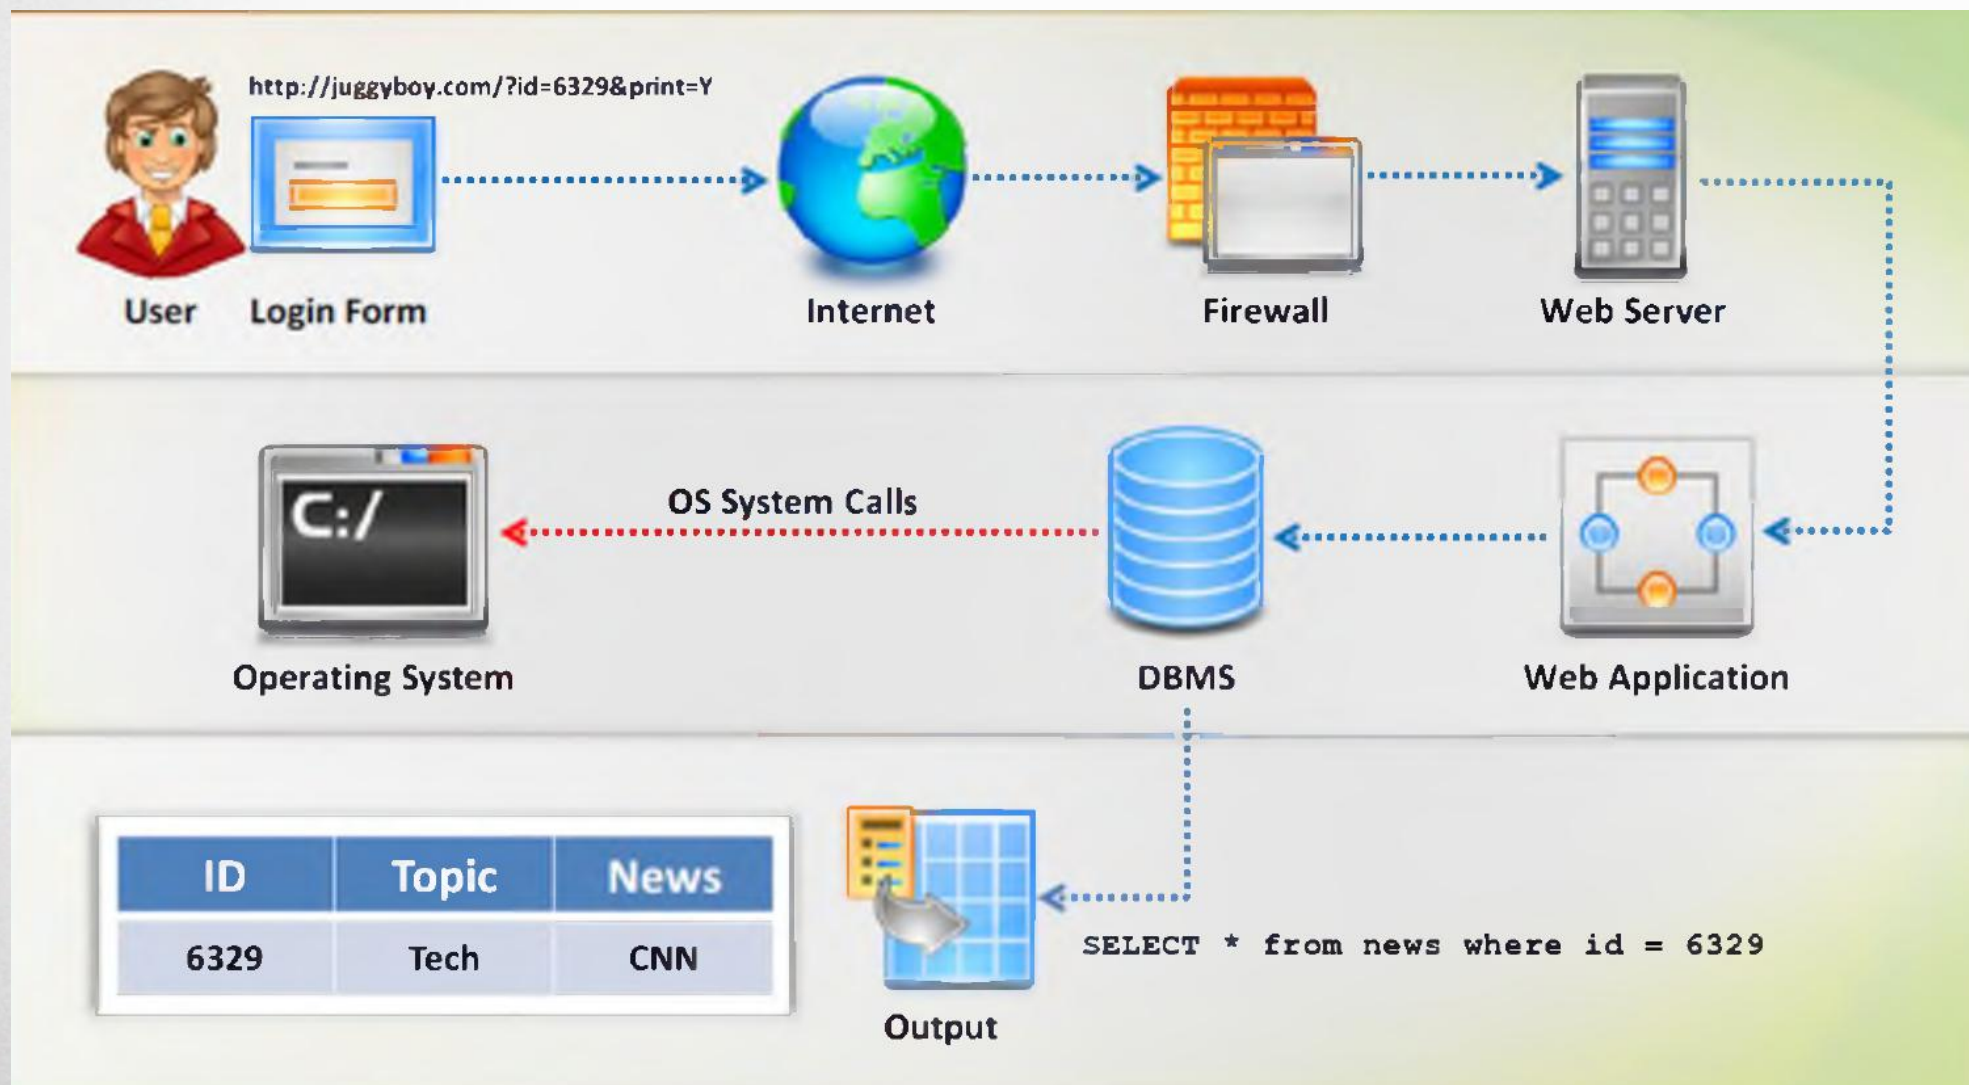 http://juggyboy.com/?id=6329&print=Y
User
Login Form
Internet
Firewall
Web Server
C:/
OS System Calls
Operating System
DBMS
Web Application
ID Topic News
6329 Tech CNN
SELECT * from news where id = 6329
Output